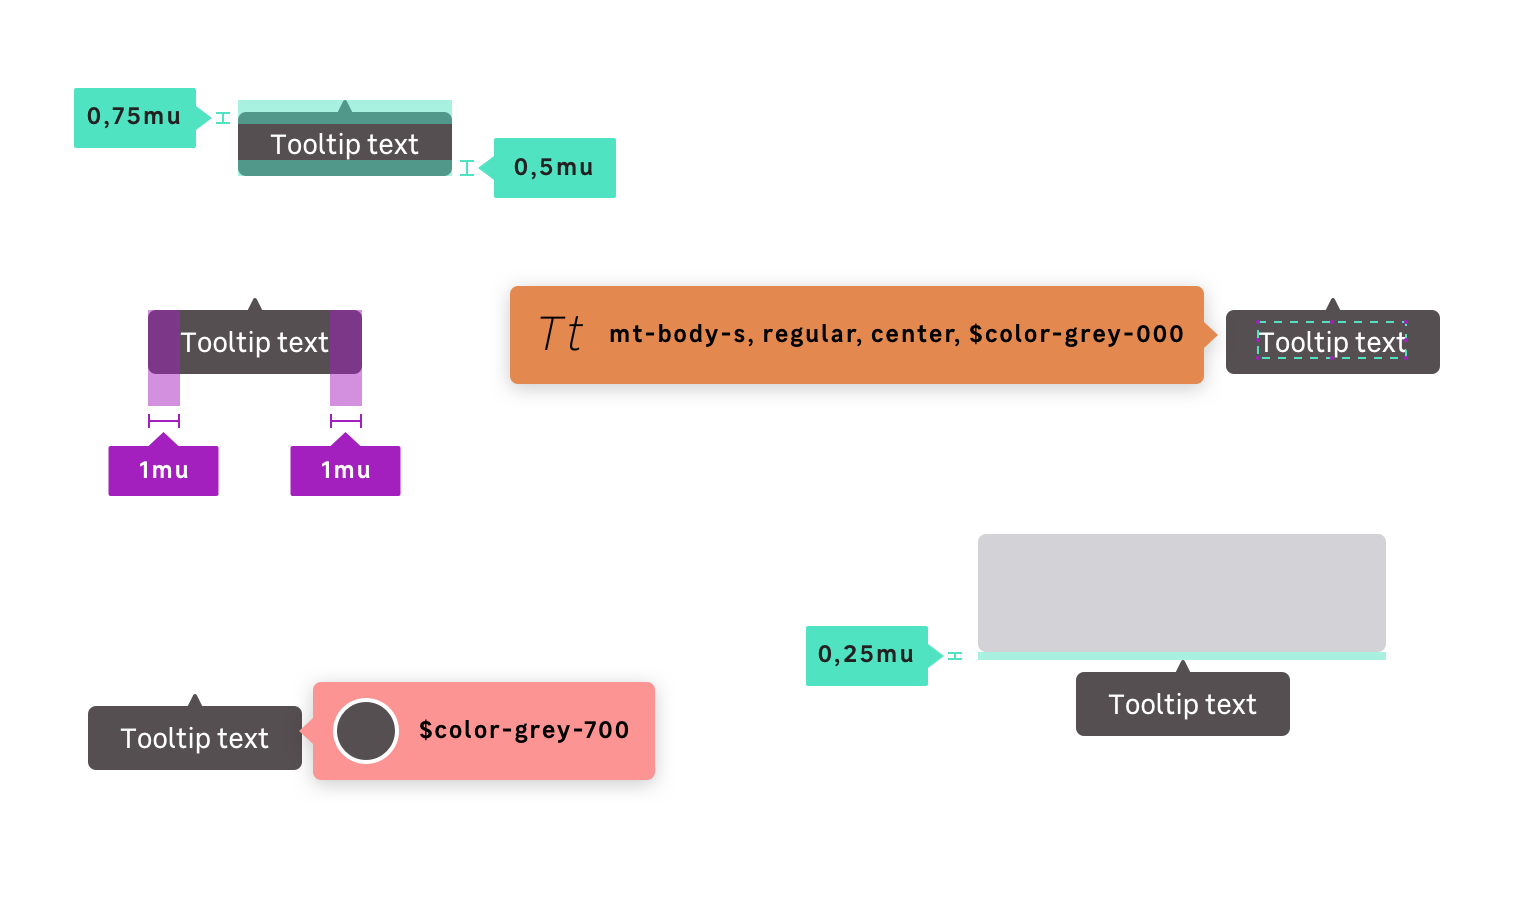 0,75mu
Tooltip text
0,5mu
Tooltip text
1mu
1mu
Tt mt-body-s, regular, center, $color-grey-000
Tooltip text
0,25mu
Tooltip text
Tooltip text
$color-grey-700